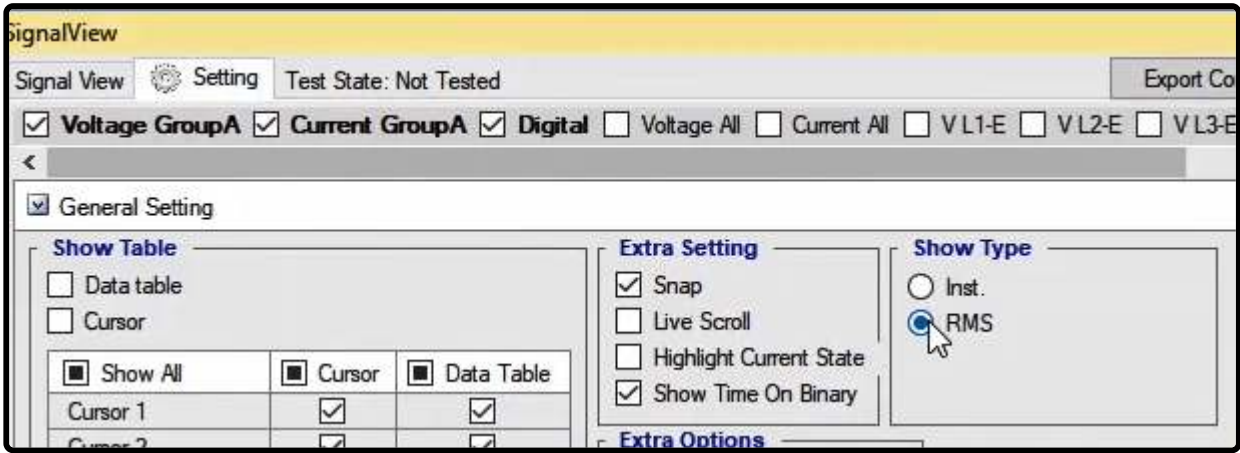 SignalView
Signal View Setting Test State: Not Tested Export Co
Voltage GroupA Current GroupA Digital Voltage All Current All V L1-E V L2-E V L3-E
General Setting
Show Table
Data table
Cursor
Show All Cursor Data Table
Cursor 1
Cursor 2
Extra Setting
Snap
Live Scroll
Highlight Current State
Show Time On Binary
Extra Options
Show Type
Inst.
RMS